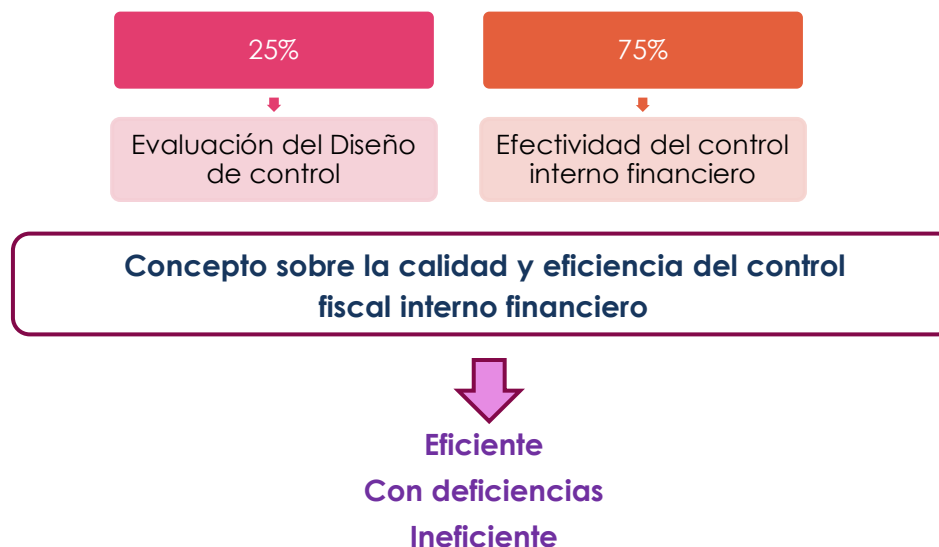 25%
75%
Evaluación del Diseño
de control
Efectividad del control
interno financiero
Concepto sobre la calidad y eficiencia del control
fiscal interno financiero
Eficiente
Con deficiencias
Ineficiente